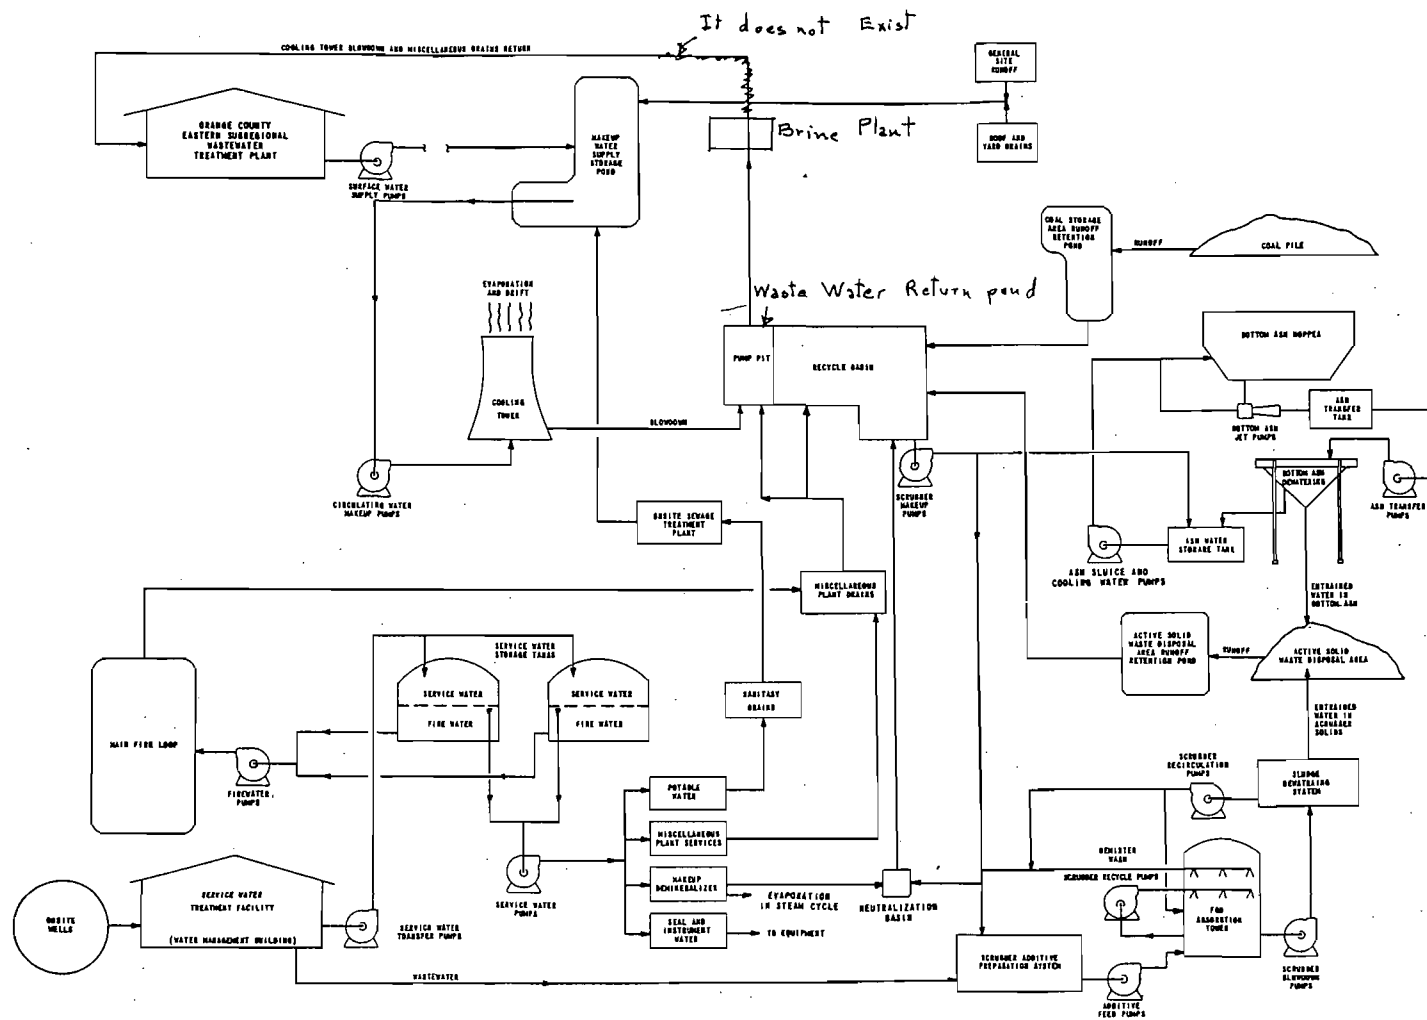 It does not Exist
COOLING TOWER BLOWDOWN AND MISCELLANEOUS DRAINS RETURN
GENERAL
SITE
RUNOFF
ORANGE COUNTY
EASTERN SUBREGIONAL
WASTEWATER
TREATMENT PLANT
MAKEUP
WATER
SUPPLY
STORAGE
POND
Brine Plant
ROOF AND
YARD DRAINS
SURFACE WATER
SUPPLY PUMPS
COAL STORAGE
AREA RUNOFF
RETENTION
POND
RUNOFF
COAL PILE
EVAPORATION
AND DRIFT
Waste Water Return pond
BOTTOM ASH HOPPER
PUMP PIT
RECYCLE BASIN
COOLING
TOWER
BLOWDOWN
ASH
TRANSFER
TANK
BOTTOM ASH
JET PUMPS
CIRCULATING WATER
MAKEUP PUMPS
SCRUBBER
MAKEUP
PUMPS
BOTTOM ASH
DEWATERING
ASH TRANSFER
PUMPS
ONSITE SEWAGE
TREATMENT
PLANT
ASH WATER
STORAGE TANK
ASH SLUICE AND
COOLING WATER PUMPS
MISCELLANEOUS
PLANT DRAINS
ENTRAINED
WATER IN
BOTTOM ASH
SERVICE WATER
STORAGE TANKS
ACTIVE SOLID
WASTE DISPOSAL
AREA RUNOFF
RETENTION POND
RUNOFF
ACTIVE SOLID
WASTE DISPOSAL AREA
SERVICE WATER
SERVICE WATER
FIRE WATER
FIRE WATER
SANITARY
DRAINS
ENTRAINED
WATER IN
SCRUBBER
SOLIDS
MAIN FIRE LOOP
FIREWATER
PUMPS
POTABLE
WATER
SCRUBBER
RECIRCULATION
PUMPS
SLUDGE
DEWATERING
SYSTEM
MISCELLANEOUS
PLANT SERVICES
DEMISTER
WASH
SERVICE WATER
PUMPS
MAKEUP
DEMINERALIZER
EVAPORATION
IN STEAM CYCLE
NEUTRALIZATION
BASIN
SCRUBBER RECYCLE PUMPS
FGD
ABSORPTION
TOWER
ONSITE
WELLS
SERVICE WATER
TREATMENT FACILITY
(WATER MANAGEMENT BUILDING)
SERVICE WATER
TRANSFER PUMPS
SEAL AND
INSTRUMENT
WATER
TO EQUIPMENT
SCRUBBER ADDITIVE
PREPARATION SYSTEM
WASTEWATER
ADDITIVE
FEED PUMPS
SCRUBBER
BLOWDOWN
PUMPS